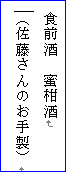 食前酒　蜜柑酒
―（佐藤さんのお手製）